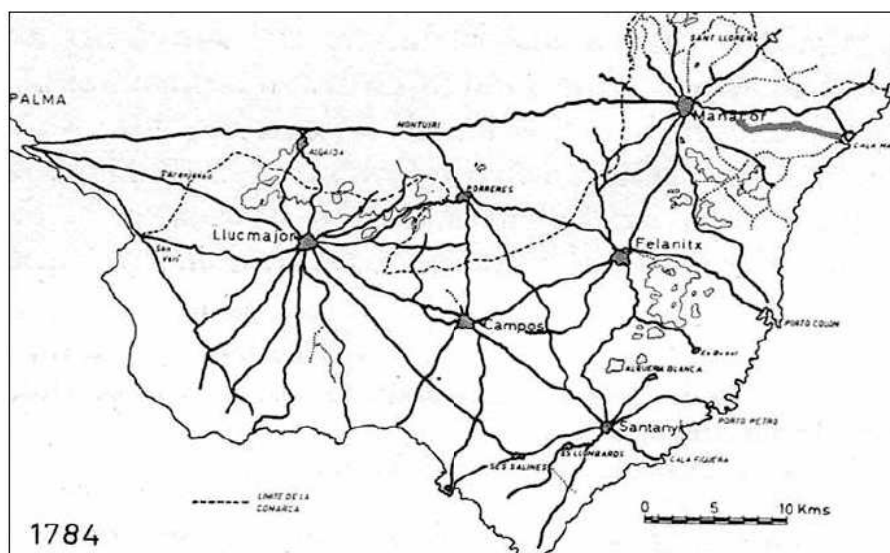 SANT LLORENS
PALMA
Manacor
MONTUIRI
CALA MA
ALGAIDA
PORRERES
Llucmajor
Felanitx
Campos
PORTO COLOM
ALQUERIA BLANCA
PORTO PETRO
Santanyí
ES LLOMBARDS
SES SALINES
CALA FIGUERA
LIMITE DE LA
COMARCA
0 5 10 Kms
1784